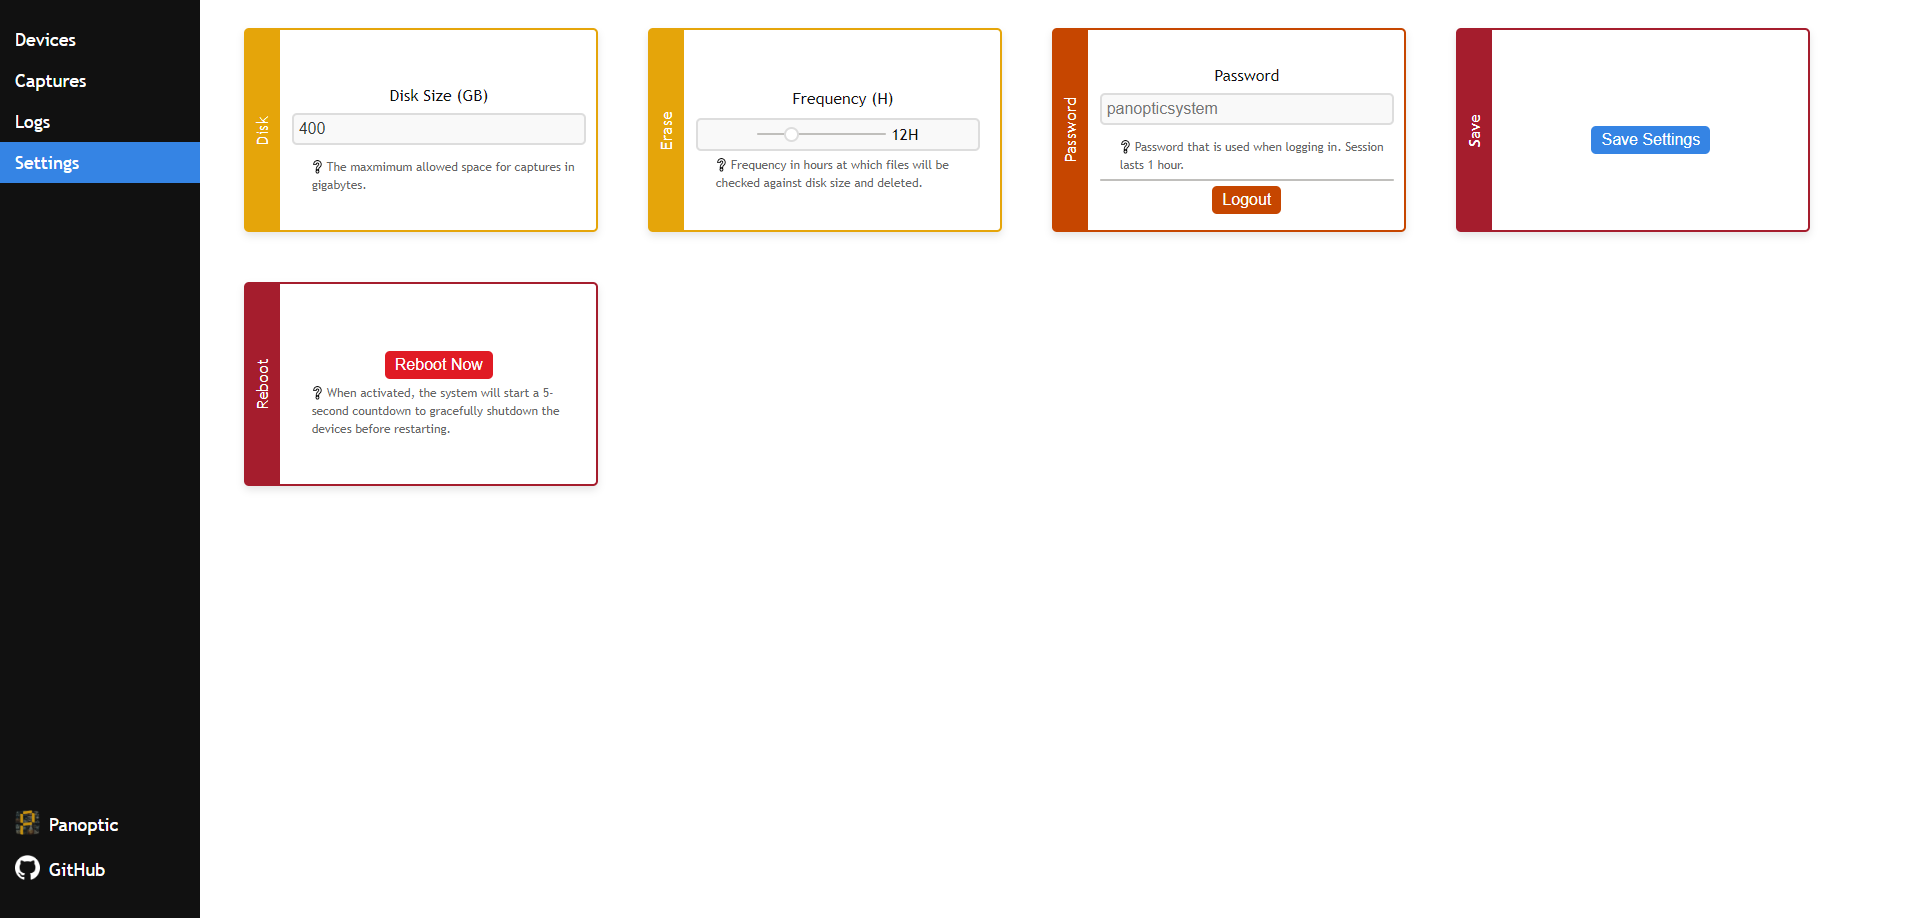 Devices
Captures
Logs
Settings
Panoptic
GitHub
Disk
Disk Size (GB)
400
? The maxmimum allowed space for captures in
gigabytes.
Erase
Frequency (H)
12H
? Frequency in hours at which files will be
checked against disk size and deleted.
Password
Password
panopticsystem
? Password that is used when logging in. Session
lasts 1 hour.
Logout
Save
Save Settings
Reboot
Reboot Now
? When activated, the system will start a 5-
second countdown to gracefully shutdown the
devices before restarting.